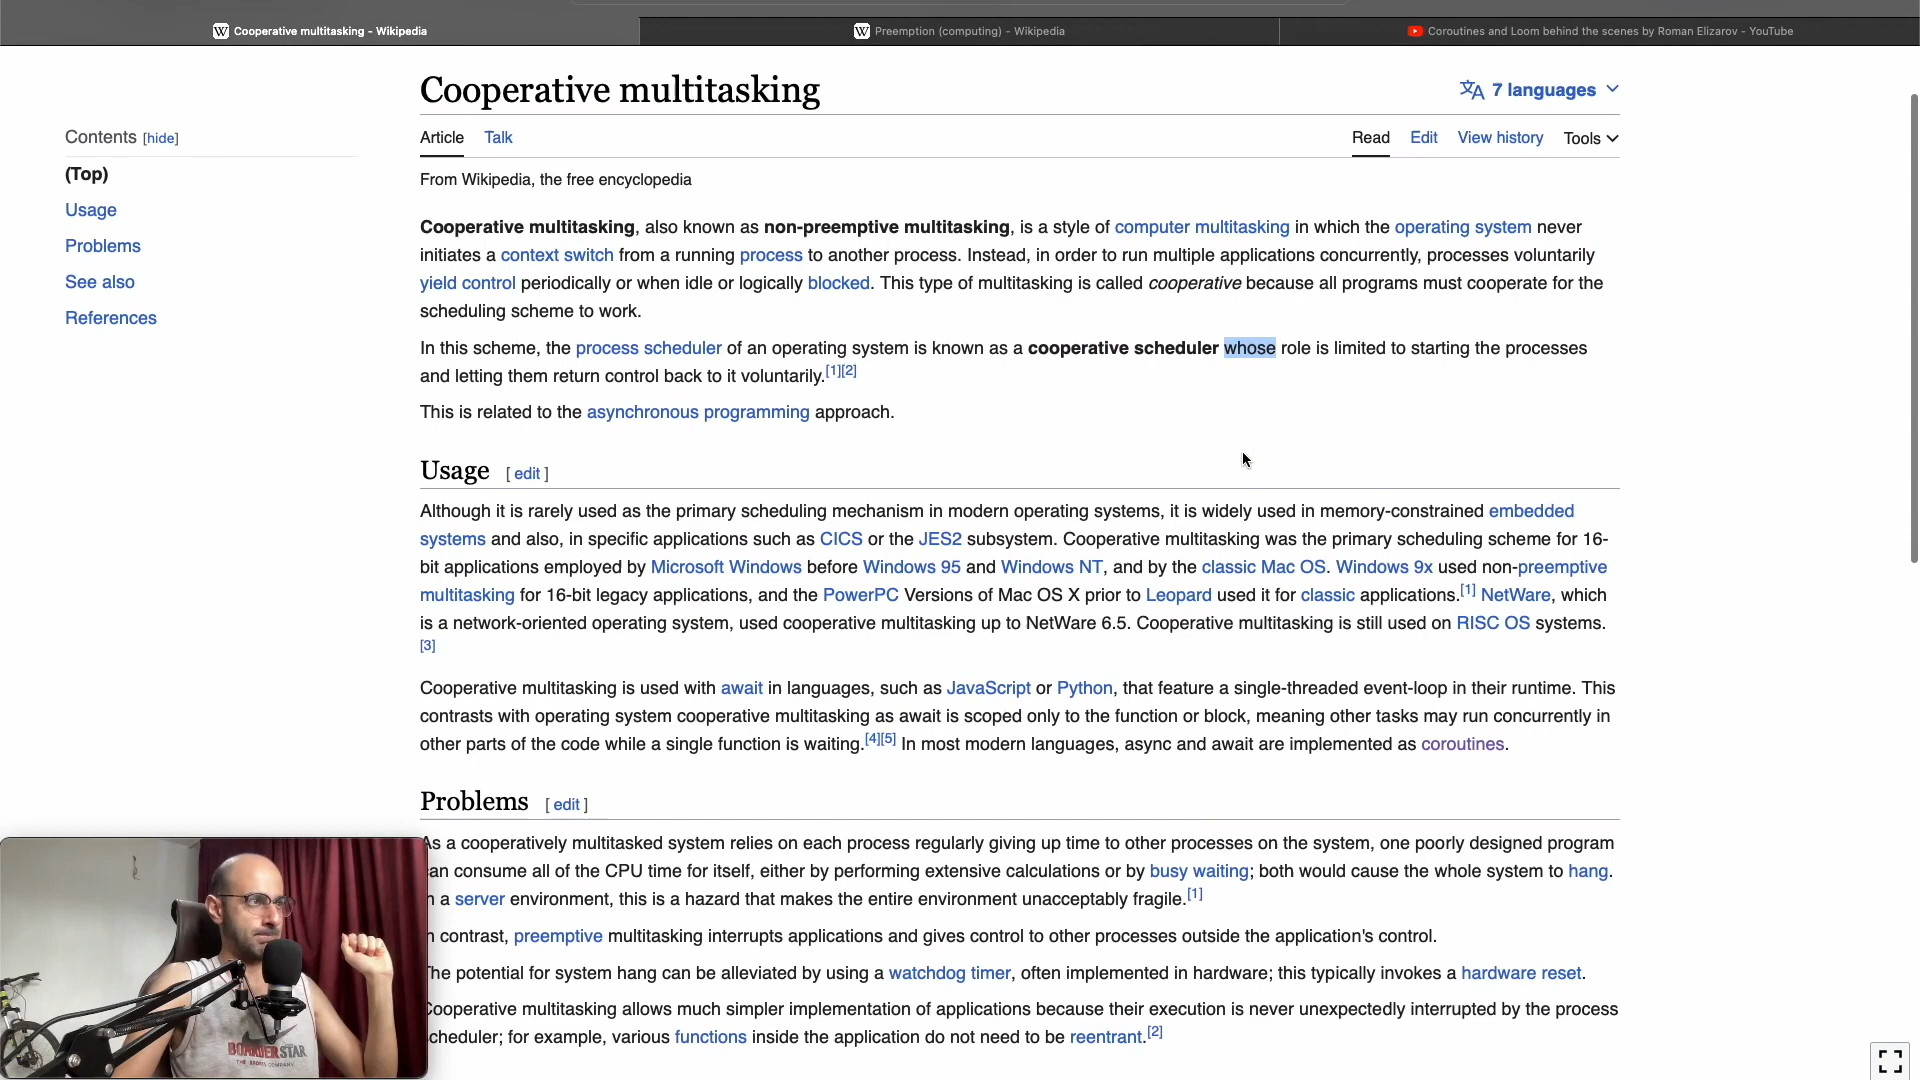 Cooperative multitasking - Wikipedia
Preemption (computing) - Wikipedia
Coroutines and Loom behind the scenes by Roman Elizarov - YouTube
Cooperative multitasking
7 languages
Contents [hide]
Article Talk
Read Edit View history Tools
(Top)
Usage
Problems
See also
References
From Wikipedia, the free encyclopedia
Cooperative multitasking, also known as non-preemptive multitasking, is a style of computer multitasking in which the operating system never
initiates a context switch from a running process to another process. Instead, in order to run multiple applications concurrently, processes voluntarily
yield control periodically or when idle or logically blocked. This type of multitasking is called cooperative because all programs must cooperate for the
scheduling scheme to work.
In this scheme, the process scheduler of an operating system is known as a cooperative scheduler whose role is limited to starting the processes
and letting them return control back to it voluntarily.[1][2]
This is related to the asynchronous programming approach.
Usage [ edit ]
Although it is rarely used as the primary scheduling mechanism in modern operating systems, it is widely used in memory-constrained embedded
systems and also, in specific applications such as CICS or the JES2 subsystem. Cooperative multitasking was the primary scheduling scheme for 16-
bit applications employed by Microsoft Windows before Windows 95 and Windows NT, and by the classic Mac OS. Windows 9x used non-preemptive
multitasking for 16-bit legacy applications, and the PowerPC Versions of Mac OS X prior to Leopard used it for classic applications.[1] NetWare, which
is a network-oriented operating system, used cooperative multitasking up to NetWare 6.5. Cooperative multitasking is still used on RISC OS systems.
[3]
Cooperative multitasking is used with await in languages, such as JavaScript or Python, that feature a single-threaded event-loop in their runtime. This
contrasts with operating system cooperative multitasking as await is scoped only to the function or block, meaning other tasks may run concurrently in
other parts of the code while a single function is waiting.[4][5] In most modern languages, async and await are implemented as coroutines.
Problems [ edit ]
As a cooperatively multitasked system relies on each process regularly giving up time to other processes on the system, one poorly designed program
an consume all of the CPU time for itself, either by performing extensive calculations or by busy waiting; both would cause the whole system to hang.
n a server environment, this is a hazard that makes the entire environment unacceptably fragile.[1]
n contrast, preemptive multitasking interrupts applications and gives control to other processes outside the application's control.
The potential for system hang can be alleviated by using a watchdog timer, often implemented in hardware; this typically invokes a hardware reset.
Cooperative multitasking allows much simpler implementation of applications because their execution is never unexpectedly interrupted by the process
cheduler; for example, various functions inside the application do not need to be reentrant.[2]
BOARDERSTAR